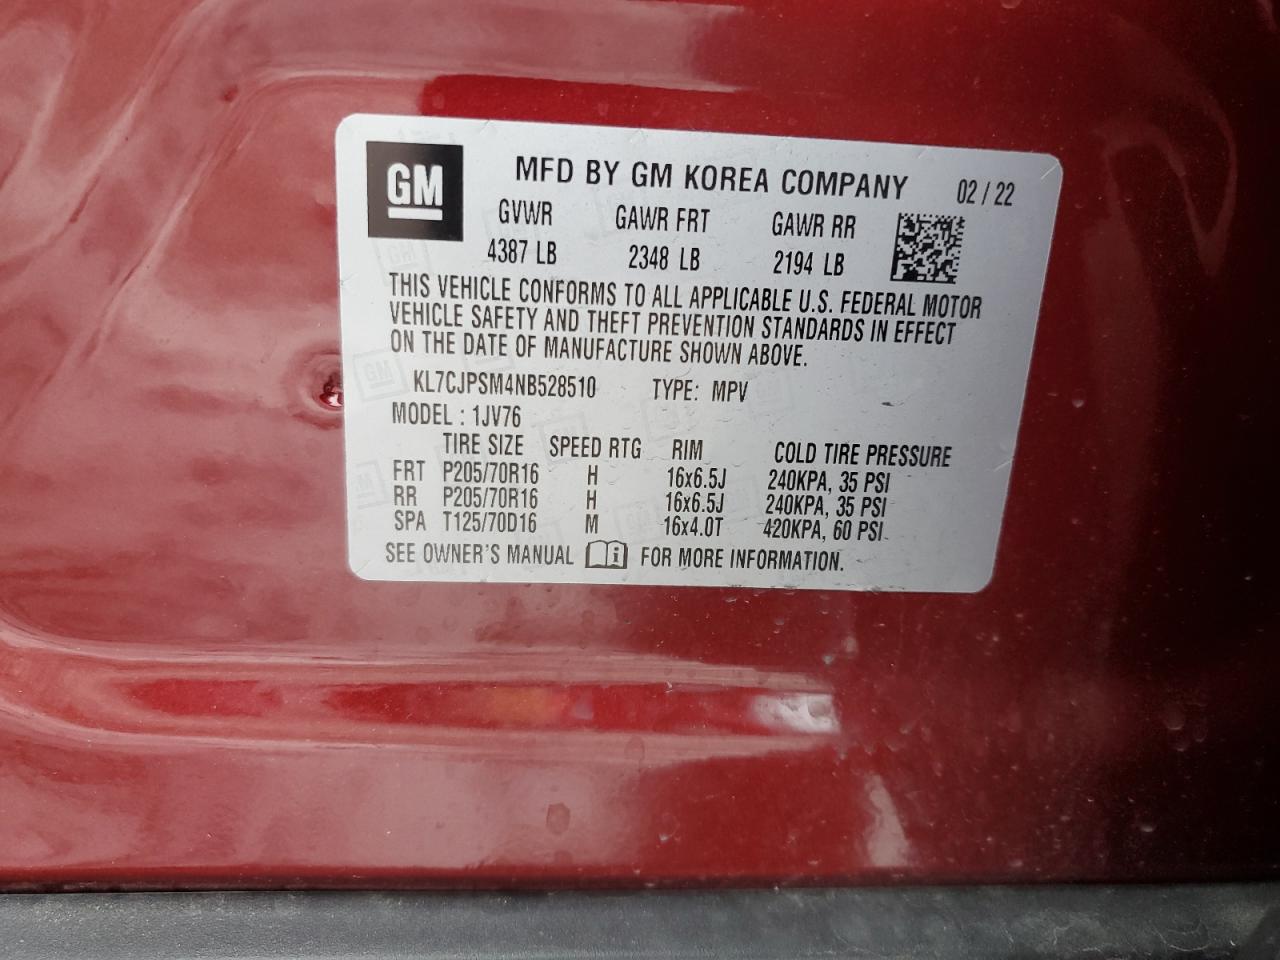 GM
MFD BY GM KOREA COMPANY 02 / 22
GVWR GAWR FRT GAWR RR
4387 LB 2348 LB 2194 LB
THIS VEHICLE CONFORMS TO ALL APPLICABLE U.S. FEDERAL MOTOR
VEHICLE SAFETY AND THEFT PREVENTION STANDARDS IN EFFECT
ON THE DATE OF MANUFACTURE SHOWN ABOVE.
KL7CJPSM4NB528510 TYPE: MPV
MODEL : 1JV76
TIRE SIZE SPEED RTG RIM COLD TIRE PRESSURE
FRT P205/70R16 H 16x6.5J 240KPA, 35 PSI
RR P205/70R16 H 16x6.5J 240KPA, 35 PSI
SPA T125/70D16 M 16x4.0T 420KPA, 60 PSI
SEE OWNER'S MANUAL i FOR MORE INFORMATION.